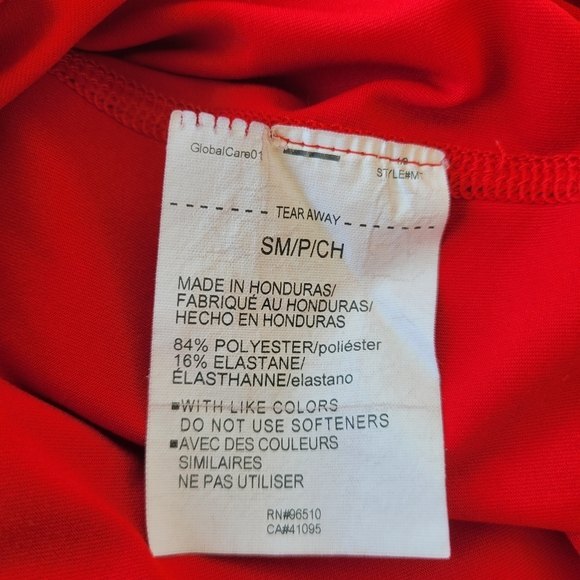 GlobalCare01
STYLE#M
TEAR AWAY
SM/P/CH
MADE IN HONDURAS/
FABRIQUÉ AU HONDURAS/
HECHO EN HONDURAS
84% POLYESTER/poliéster
16% ELASTANE/
ÉLASTHANNE/elastano
WITH LIKE COLORS
DO NOT USE SOFTENERS
AVEC DES COULEURS
SIMILAIRES
NE PAS UTILISER
RN#96510
CA#41095